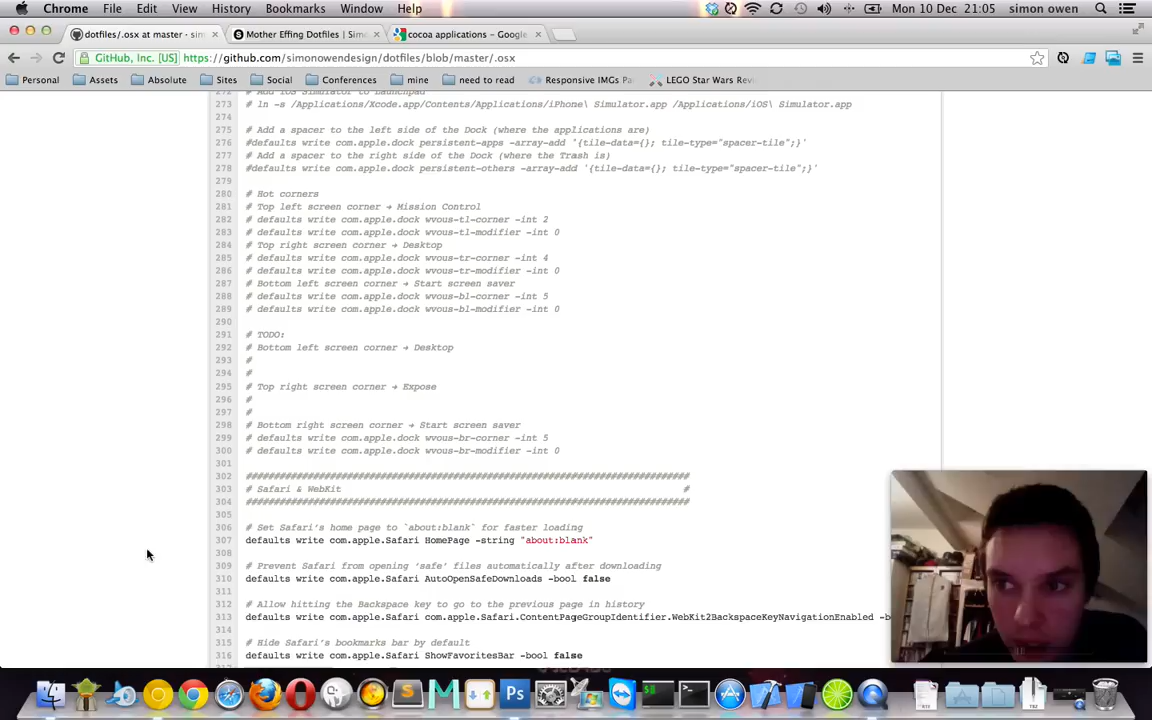 Chrome File Edit View History Bookmarks Window Help Mon 10 Dec 21:05 simon owen
dotfiles/.osx at master · sim Mother Effing Dotfiles | Sim cocoa applications – Google
GitHub, Inc. [US] https://github.com/simonowendesign/dotfiles/blob/master/.osx
Personal Assets Absolute Sites Social Conferences mine need to read Responsive IMGs Pa LEGO Star Wars Revi
272 # Add iOS Simulator to Launchpad
273 # ln -s /Applications/Xcode.app/Contents/Applications/iPhone\ Simulator.app /Applications/iOS\ Simulator.app
274
275 # Add a spacer to the left side of the Dock (where the applications are)
276 #defaults write com.apple.dock persistent-apps -array-add '{tile-data={}; tile-type="spacer-tile";}'
277 # Add a spacer to the right side of the Dock (where the Trash is)
278 #defaults write com.apple.dock persistent-others -array-add '{tile-data={}; tile-type="spacer-tile";}'
279
280 # Hot corners
281 # Top left screen corner → Mission Control
282 # defaults write com.apple.dock wvous-tl-corner -int 2
283 # defaults write com.apple.dock wvous-tl-modifier -int 0
284 # Top right screen corner → Desktop
285 # defaults write com.apple.dock wvous-tr-corner -int 4
286 # defaults write com.apple.dock wvous-tr-modifier -int 0
287 # Bottom left screen corner → Start screen saver
288 # defaults write com.apple.dock wvous-bl-corner -int 5
289 # defaults write com.apple.dock wvous-bl-modifier -int 0
290
291 # TODO:
292 # Bottom left screen corner → Desktop
293 #
294 #
295 # Top right screen corner → Expose
296 #
297 #
298 # Bottom right screen corner → Start screen saver
299 # defaults write com.apple.dock wvous-br-corner -int 5
300 # defaults write com.apple.dock wvous-br-modifier -int 0
301
302 ###############################################################################
303 # Safari & WebKit #
304 ###############################################################################
305
306 # Set Safari's home page to `about:blank` for faster loading
307 defaults write com.apple.Safari HomePage -string "about:blank"
308
309 # Prevent Safari from opening 'safe' files automatically after downloading
310 defaults write com.apple.Safari AutoOpenSafeDownloads -bool false
311
312 # Allow hitting the Backspace key to go to the previous page in history
313 defaults write com.apple.Safari com.apple.Safari.ContentPageGroupIdentifier.WebKit2BackspaceKeyNavigationEnabled -b
314
315 # Hide Safari's bookmarks bar by default
316 defaults write com.apple.Safari ShowFavoritesBar -bool false